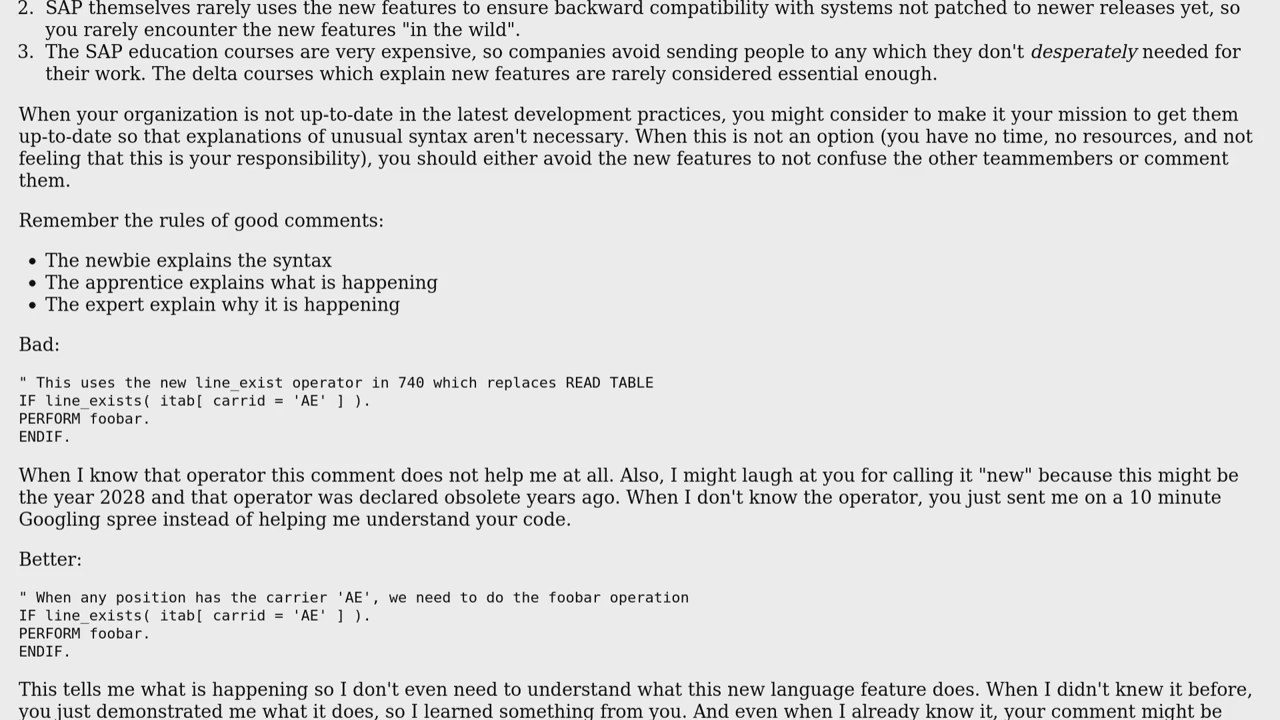 2. SAP themselves rarely uses the new features to ensure backward compatibility with systems not patched to newer releases yet, so
you rarely encounter the new features "in the wild".
3. The SAP education courses are very expensive, so companies avoid sending people to any which they don't desperately needed for
their work. The delta courses which explain new features are rarely considered essential enough.
When your organization is not up-to-date in the latest development practices, you might consider to make it your mission to get them
up-to-date so that explanations of unusual syntax aren't necessary. When this is not an option (you have no time, no resources, and not
feeling that this is your responsibility), you should either avoid the new features to not confuse the other teammembers or comment
them.
Remember the rules of good comments:
• The newbie explains the syntax
• The apprentice explains what is happening
• The expert explain why it is happening
Bad:
" This uses the new line_exist operator in 740 which replaces READ TABLE
IF line_exists( itab[ carrid = 'AE' ] ).
PERFORM foobar.
ENDIF.
When I know that operator this comment does not help me at all. Also, I might laugh at you for calling it "new" because this might be
the year 2028 and that operator was declared obsolete years ago. When I don't know the operator, you just sent me on a 10 minute
Googling spree instead of helping me understand your code.
Better:
" When any position has the carrier 'AE', we need to do the foobar operation
IF line_exists( itab[ carrid = 'AE' ] ).
PERFORM foobar.
ENDIF.
This tells me what is happening so I don't even need to understand what this new language feature does. When I didn't knew it before,
you just demonstrated me what it does, so I learned something from you. And even when I already know it, your comment might be